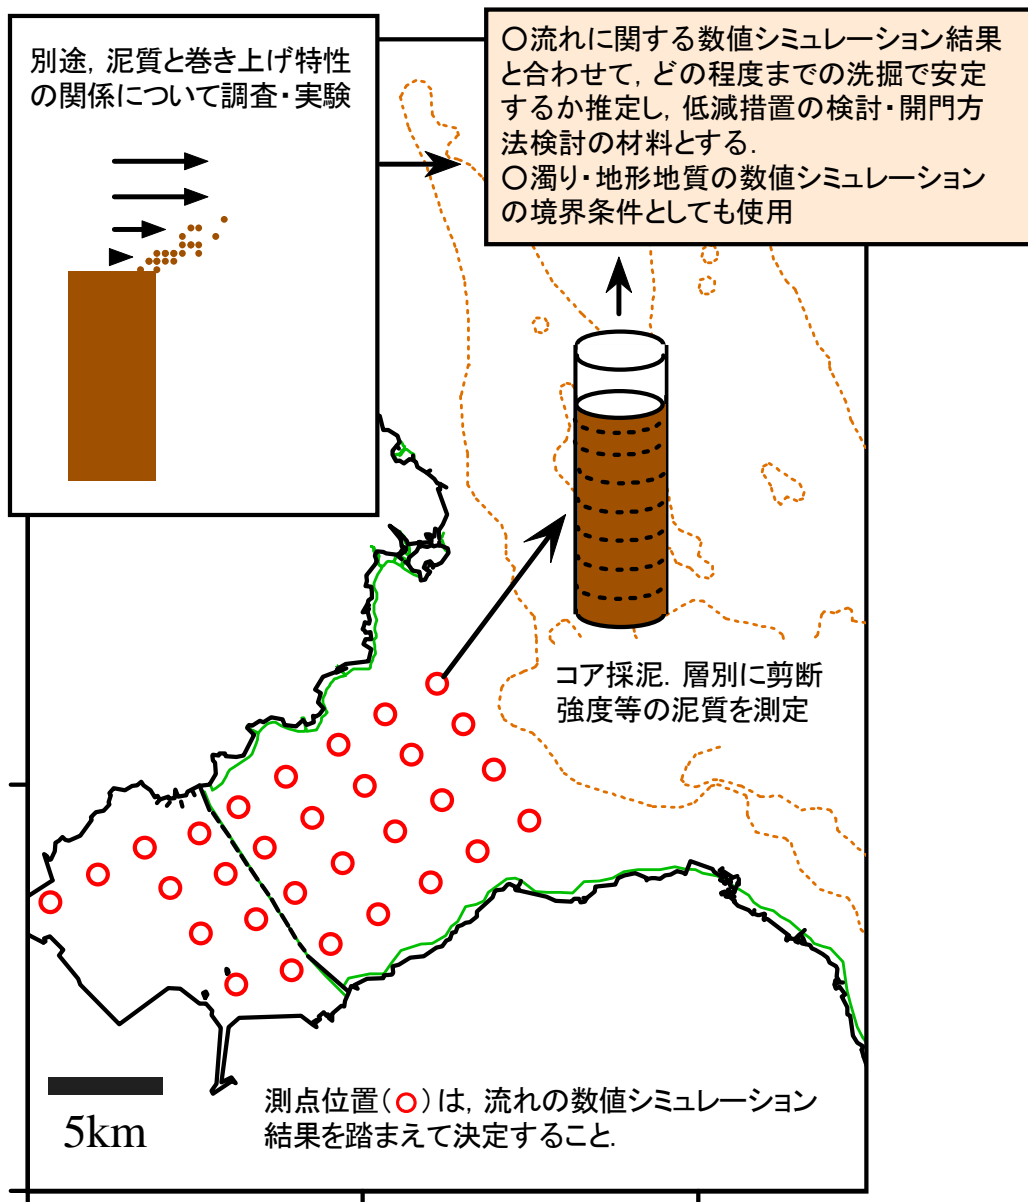 別途, 泥質と巻き上げ特性
の関係について調査・実験
○流れに関する数値シミュレーション結果
と合わせて, どの程度までの洗掘で安定
するか推定し, 低減措置の検討・開門方
法検討の材料とする.
○濁り・地形地質の数値シミュレーション
の境界条件としても使用
コア採泥. 層別に剪断
強度等の泥質を測定
5km
測点位置(○)は, 流れの数値シミュレーション
結果を踏まえて決定すること.